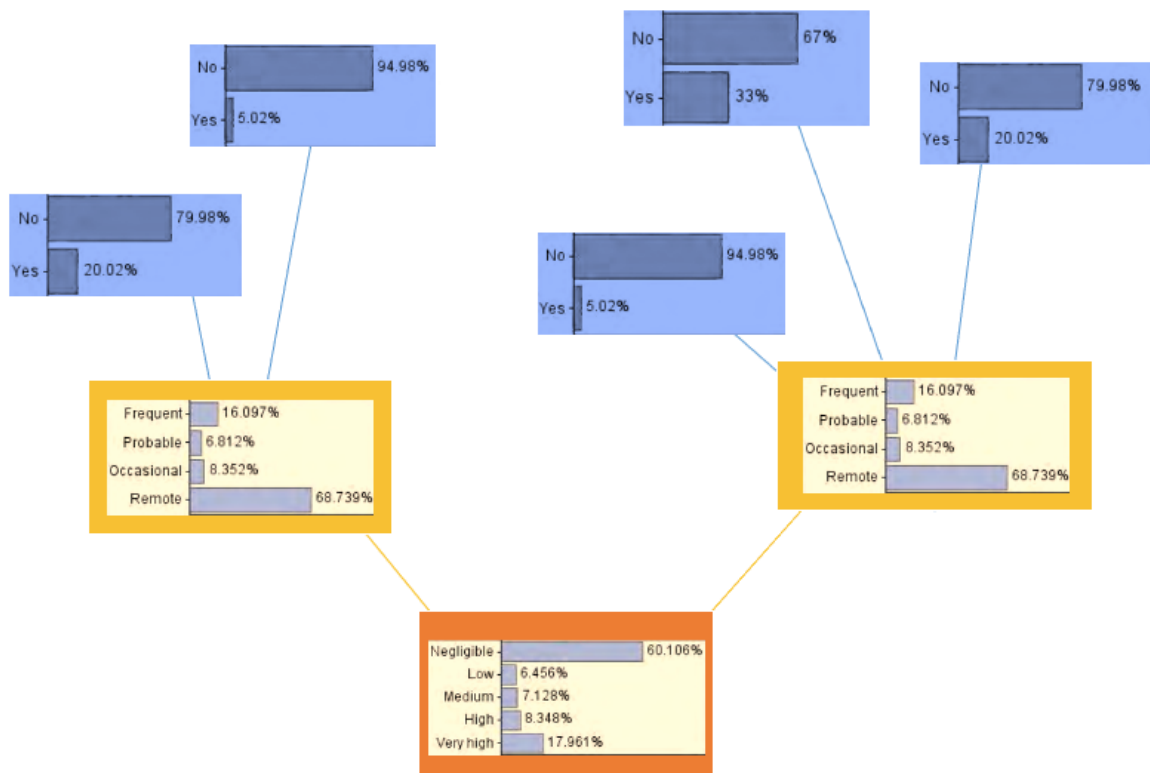 No 94.98%
Yes 5.02%
No 67%
Yes 33%
No 79.98%
Yes 20.02%
No 79.98%
Yes 20.02%
No 94.98%
Yes 5.02%
Frequent 16.097%
Probable 6.812%
Occasional 8.352%
Remote 68.739%
Frequent 16.097%
Probable 6.812%
Occasional 8.352%
Remote 68.739%
Negligible 60.106%
Low 6.456%
Medium 7.128%
High 8.348%
Very high 17.961%